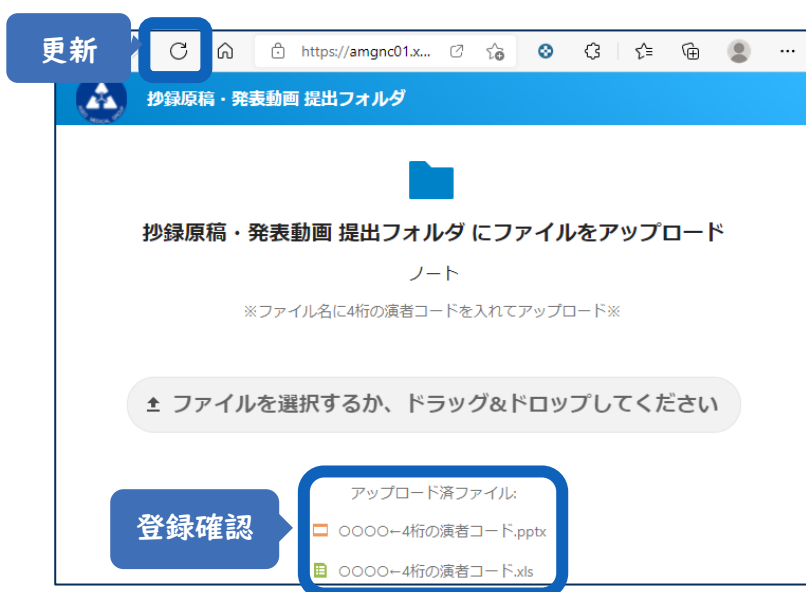 更新
https://amgnc01.x...
抄録原稿・発表動画 提出フォルダ
抄録原稿・発表動画 提出フォルダ にファイルをアップロード
ノート
※ファイル名に4桁の演者コードを入れてアップロード※
ファイルを選択するか、ドラッグ&ドロップしてください
登録確認
アップロード済ファイル:
〇〇〇〇←4桁の演者コード.pptx
〇〇〇〇←4桁の演者コード.xls